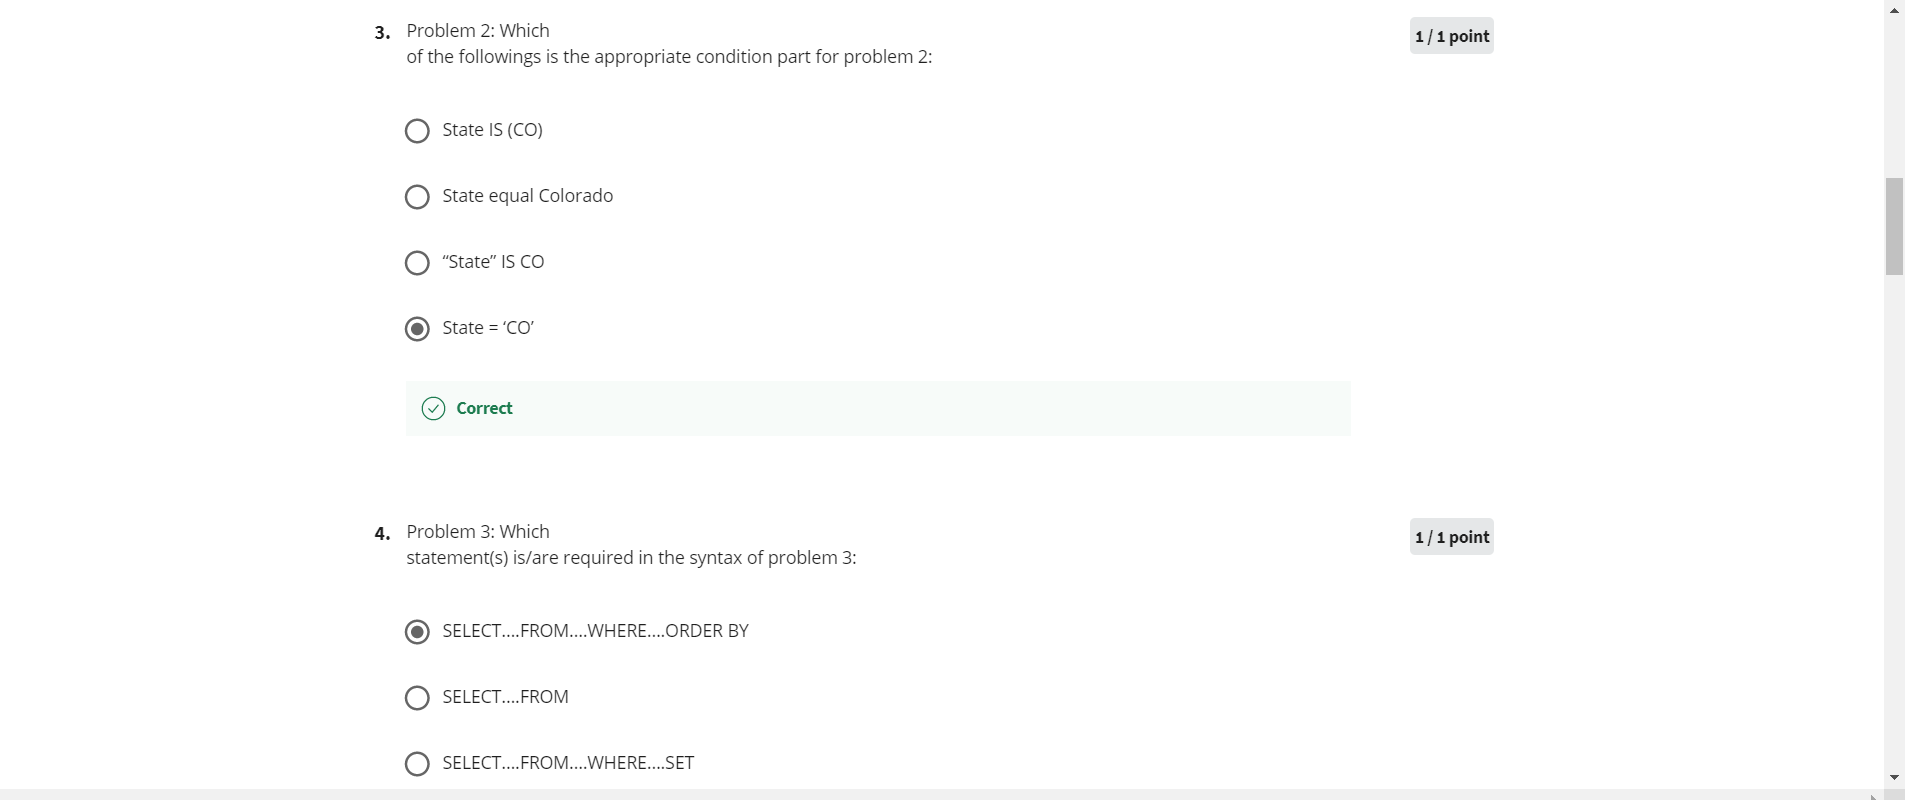 3. Problem 2: Which
1 / 1 point
of the followings is the appropriate condition part for problem 2:
State IS (CO)
State equal Colorado
“State” IS CO
State = ‘CO’
Correct
4. Problem 3: Which
1 / 1 point
statement(s) is/are required in the syntax of problem 3:
SELECT....FROM....WHERE....ORDER BY
SELECT....FROM
SELECT....FROM....WHERE....SET